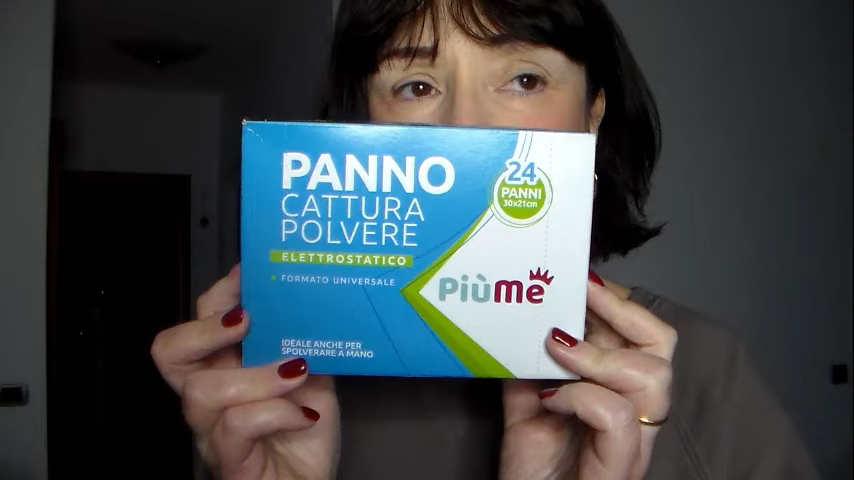 PANNO
CATTURA
POLVERE
ELETTROSTATICO
FORMATO UNIVERSALE
IDEALE ANCHE PER
SPOLVERARE A MANO
24
PANNI
30x21cm
Piùme